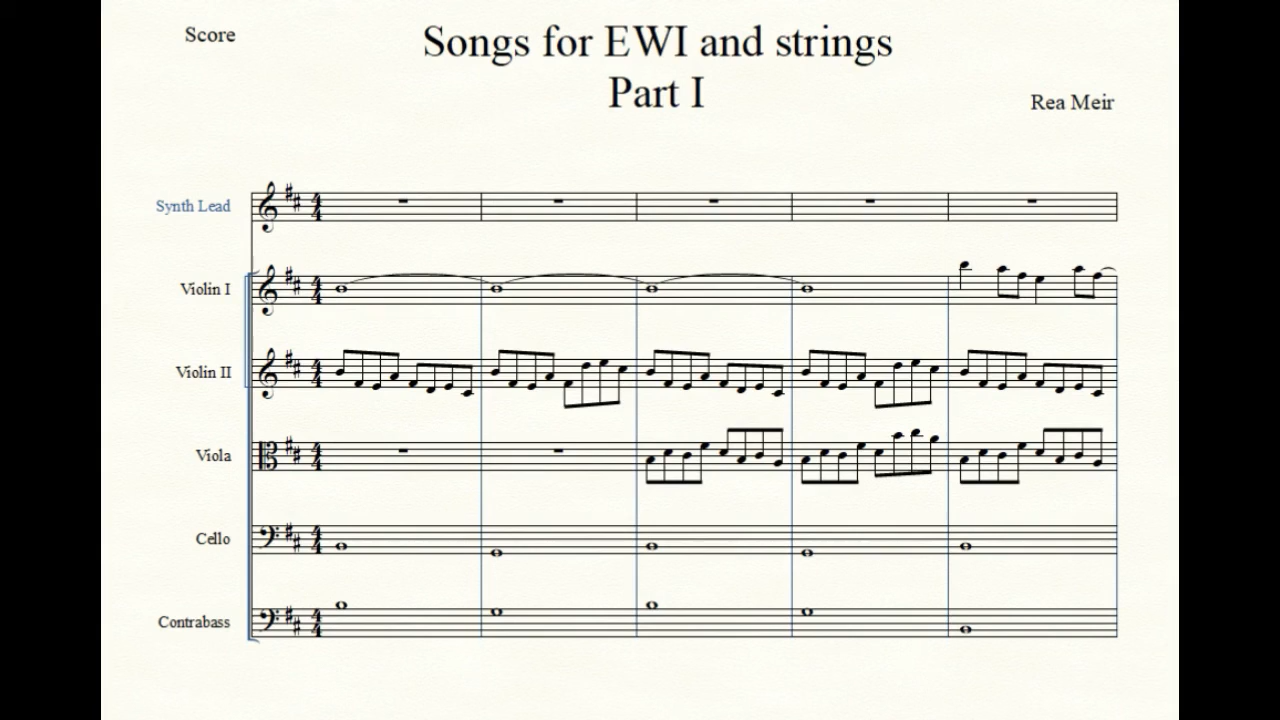 Score
Songs for EWI and strings
Part I
Rea Meir
Synth Lead
Violin I
Violin II
Viola
Cello
Contrabass